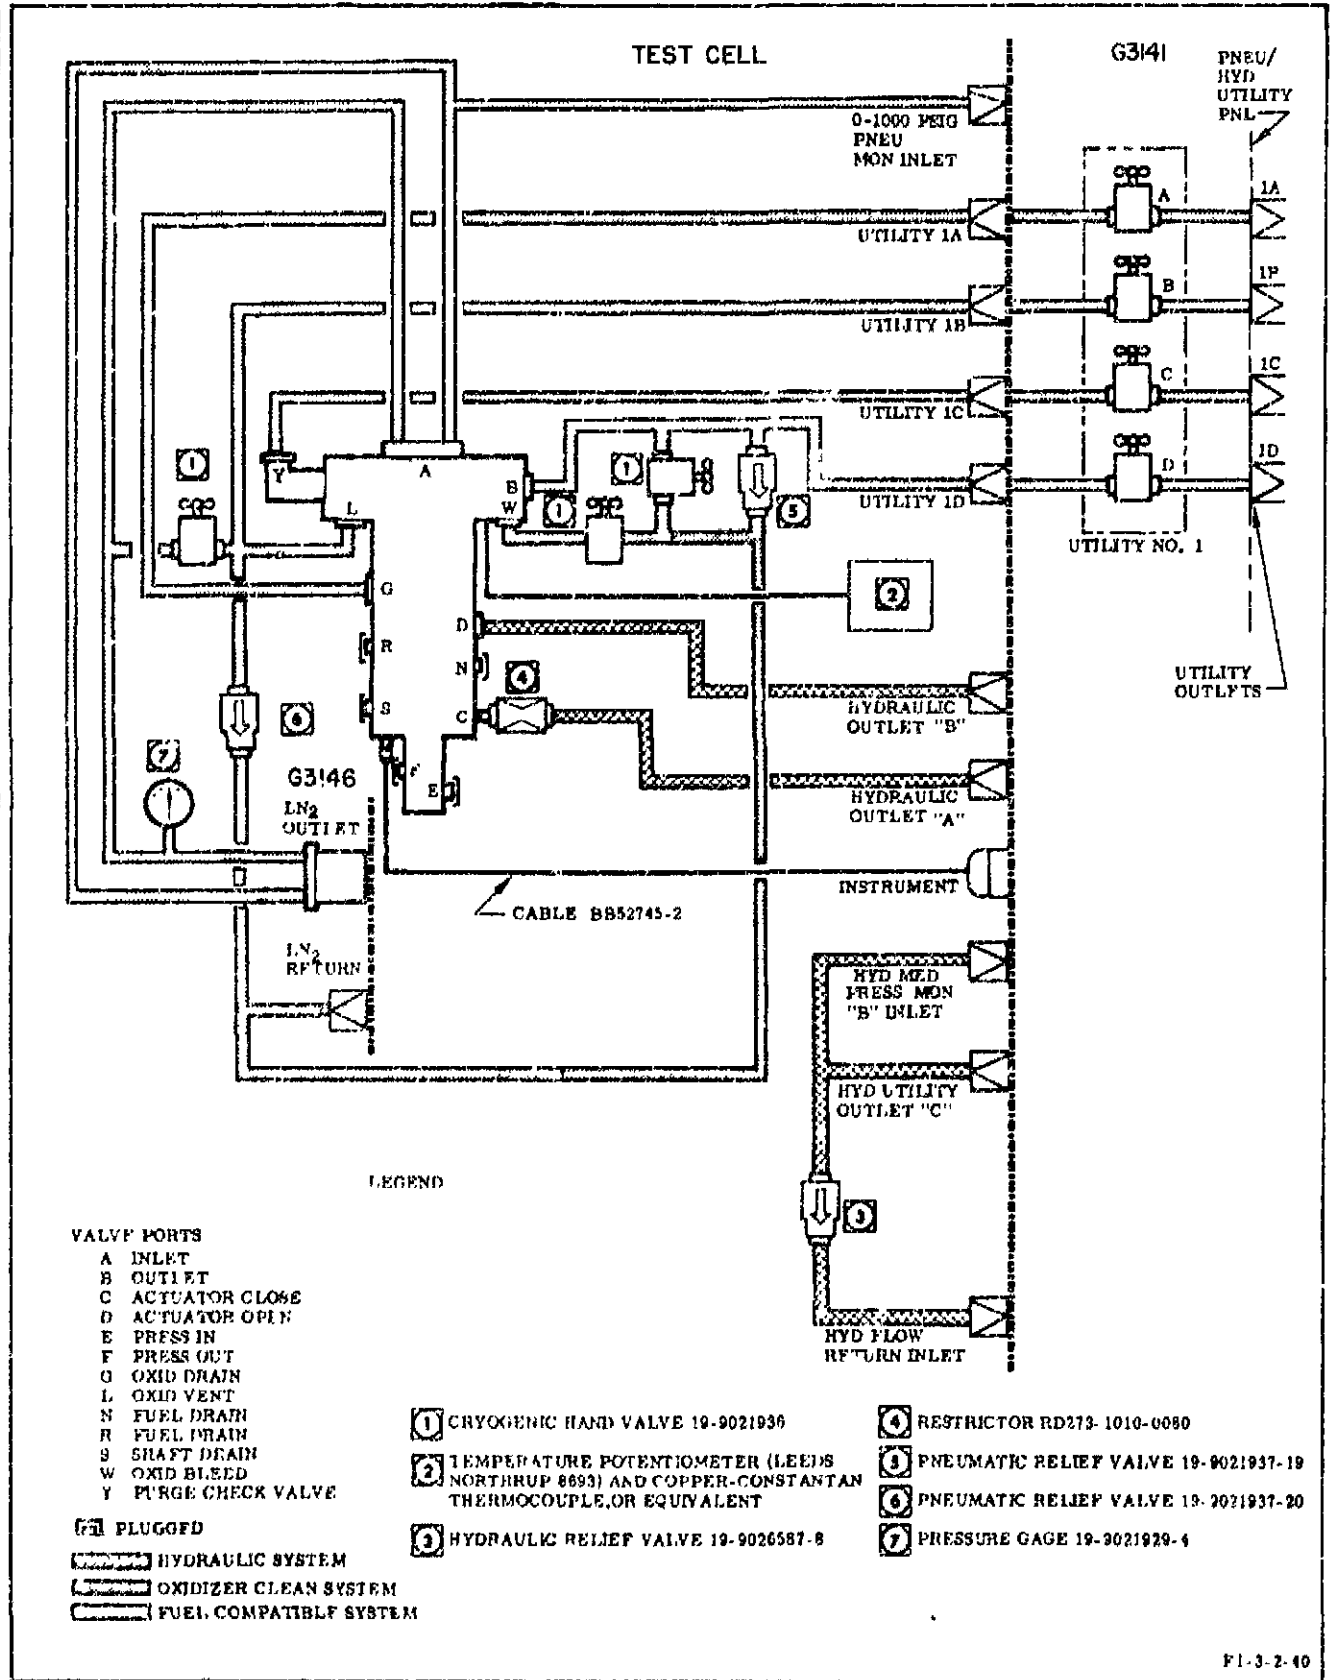 TEST CELL
G3141
PNEU/
HYD
UTILITY
PNL
0-1000 PSIG
PNEU
MON INLET
A
1A
UTILITY 1A
B
UTILITY 1B
C
1C
UTILITY 1C
D
1D
UTILITY 1D
UTILITY NO. 1
UTILITY
OUTLETS
1
Y
A
L
B
W
1
1
5
G
2
D
R
N
4
S
C
6
F
E
7
G3146
LN2
OUTLET
HYDRAULIC
OUTLET "B"
HYDRAULIC
OUTLET "A"
INSTRUMENT
CABLE BB52745-2
LN2
RETURN
HYD MED
PRESS MON
"B" INLET
HYD UTILITY
OUTLET "C"
3
HYD FLOW
RETURN INLET
LEGEND
VALVE PORTS
A INLET
B OUTLET
C ACTUATOR CLOSE
D ACTUATOR OPEN
E PRESS IN
F PRESS OUT
G OXID DRAIN
L OXID VENT
N FUEL DRAIN
R FUEL DRAIN
S SHAFT DRAIN
W OXID BLEED
Y PURGE CHECK VALVE
PLUGGED
HYDRAULIC SYSTEM
OXIDIZER CLEAN SYSTEM
FUEL COMPATIBLE SYSTEM
1 CRYOGENIC HAND VALVE 19-9021936
2 TEMPERATURE POTENTIOMETER (LEEDS
NORTHRUP 8693) AND COPPER-CONSTANTAN
THERMOCOUPLE, OR EQUIVALENT
3 HYDRAULIC RELIEF VALVE 19-9026587-8
4 RESTRICTOR RD273-1010-0080
5 PNEUMATIC RELIEF VALVE 19-9021937-19
6 PNEUMATIC RELIEF VALVE 19-9021937-20
7 PRESSURE GAGE 19-9021929-4
F1-3-2-40